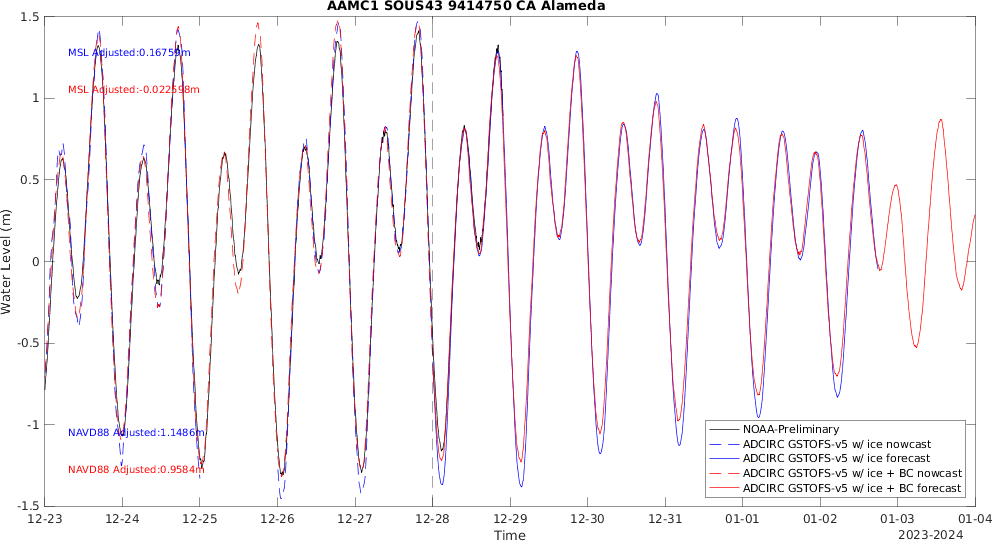 AAMC1 SOUS43 9414750 CA Alameda
1.5
1
0.5
0
-0.5
-1
-1.5
Water Level (m)
MSL Adjusted:0.16759m
MSL Adjusted:-0.022598m
NAVD88 Adjusted:1.1486m
NAVD88 Adjusted:0.9584m
NOAA-Preliminary
ADCIRC GSTOFS-v5 w/ ice nowcast
ADCIRC GSTOFS-v5 w/ ice forecast
ADCIRC GSTOFS-v5 w/ ice + BC nowcast
ADCIRC GSTOFS-v5 w/ ice + BC forecast
12-23 12-24 12-25 12-26 12-27 12-28 12-29 12-30 12-31 01-01 01-02 01-03 01-04
Time
2023-2024